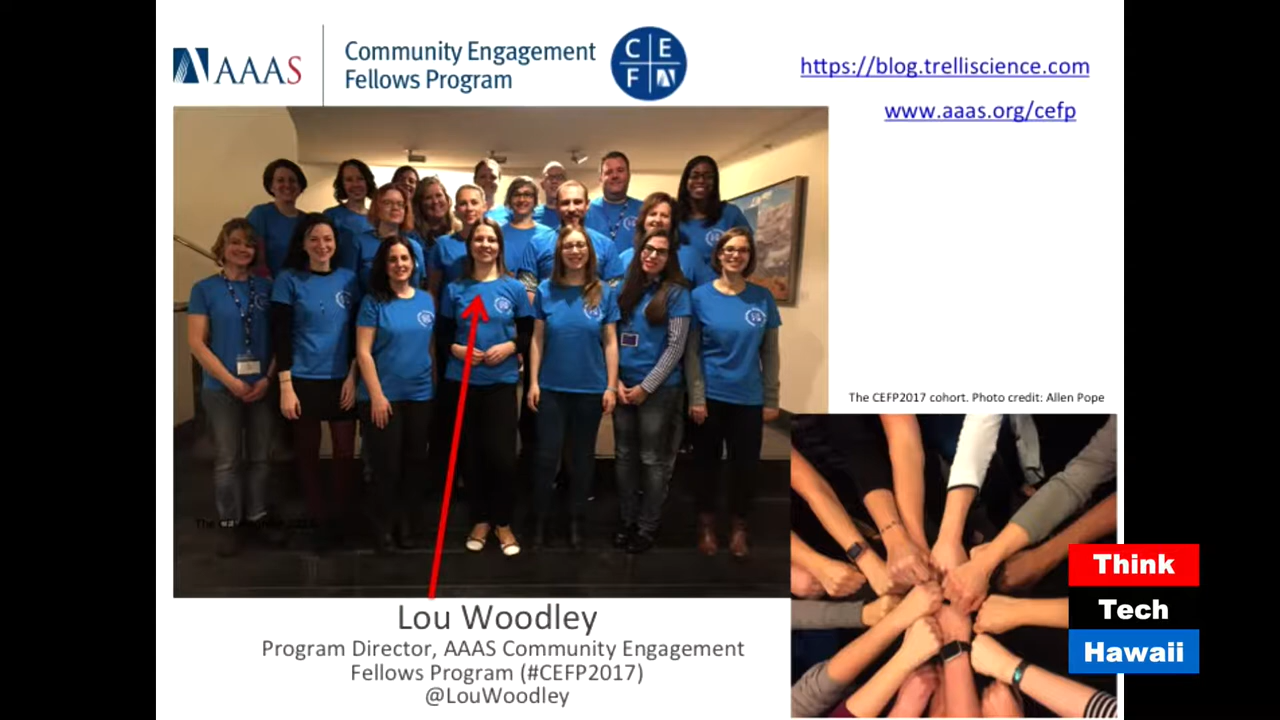 AAAS
Community Engagement
Fellows Program
C E
F
https://blog.trelliscience.com
www.aaas.org/cefp
The CEFP2017 cohort. Photo credit: Allen Pope
Think
Tech
Hawaii
Lou Woodley
Program Director, AAAS Community Engagement
Fellows Program (#CEFP2017)
@LouWoodley